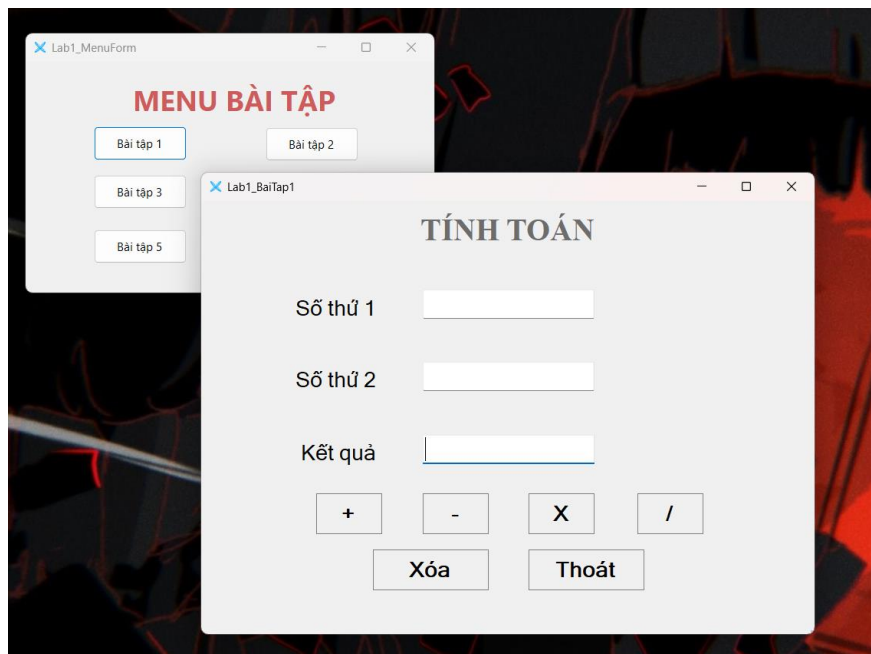 Lab1_MenuForm
MENU BÀI TẬP
Bài tập 1
Bài tập 2
Bài tập 3
Bài tập 5
Lab1_BaiTap1
TÍNH TOÁN
Số thứ 1
Số thứ 2
Kết quả
+ - X /
Xóa Thoát